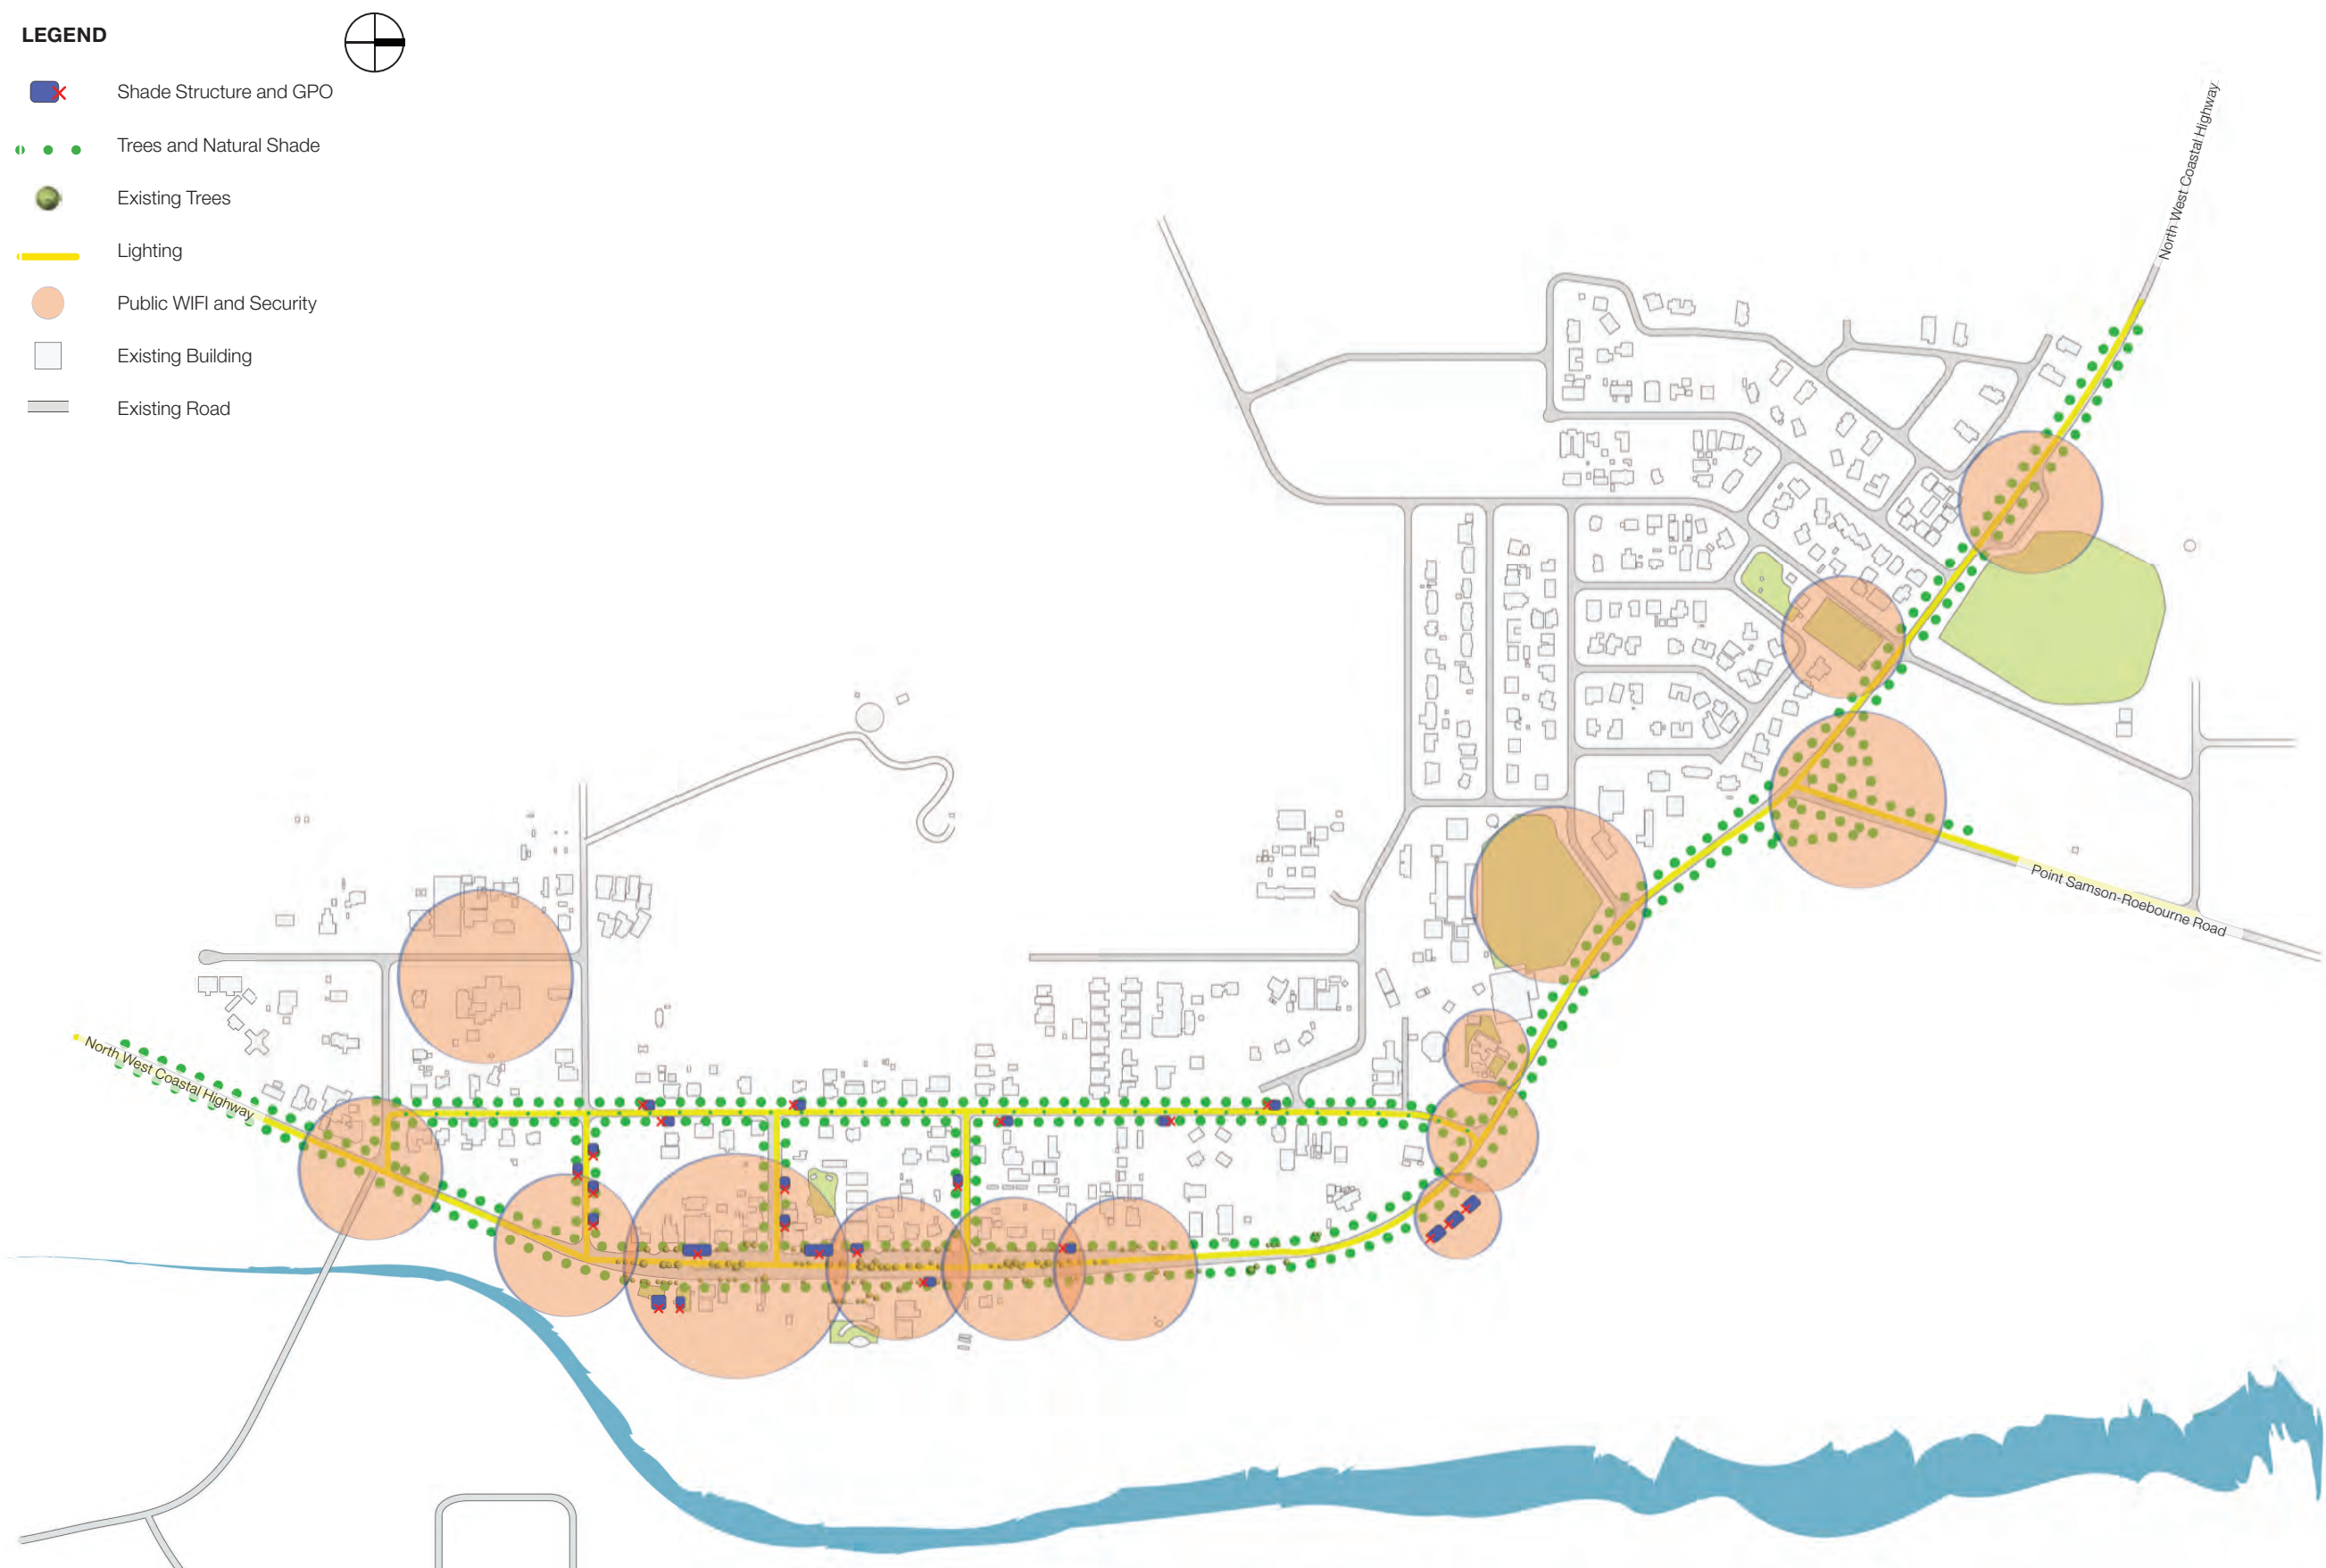 LEGEND
Shade Structure and GPO
Trees and Natural Shade
Existing Trees
Lighting
Public WIFI and Security
Existing Building
Existing Road
North West Coastal Highway
Point Samson-Roebourne Road
North West Coastal Highway